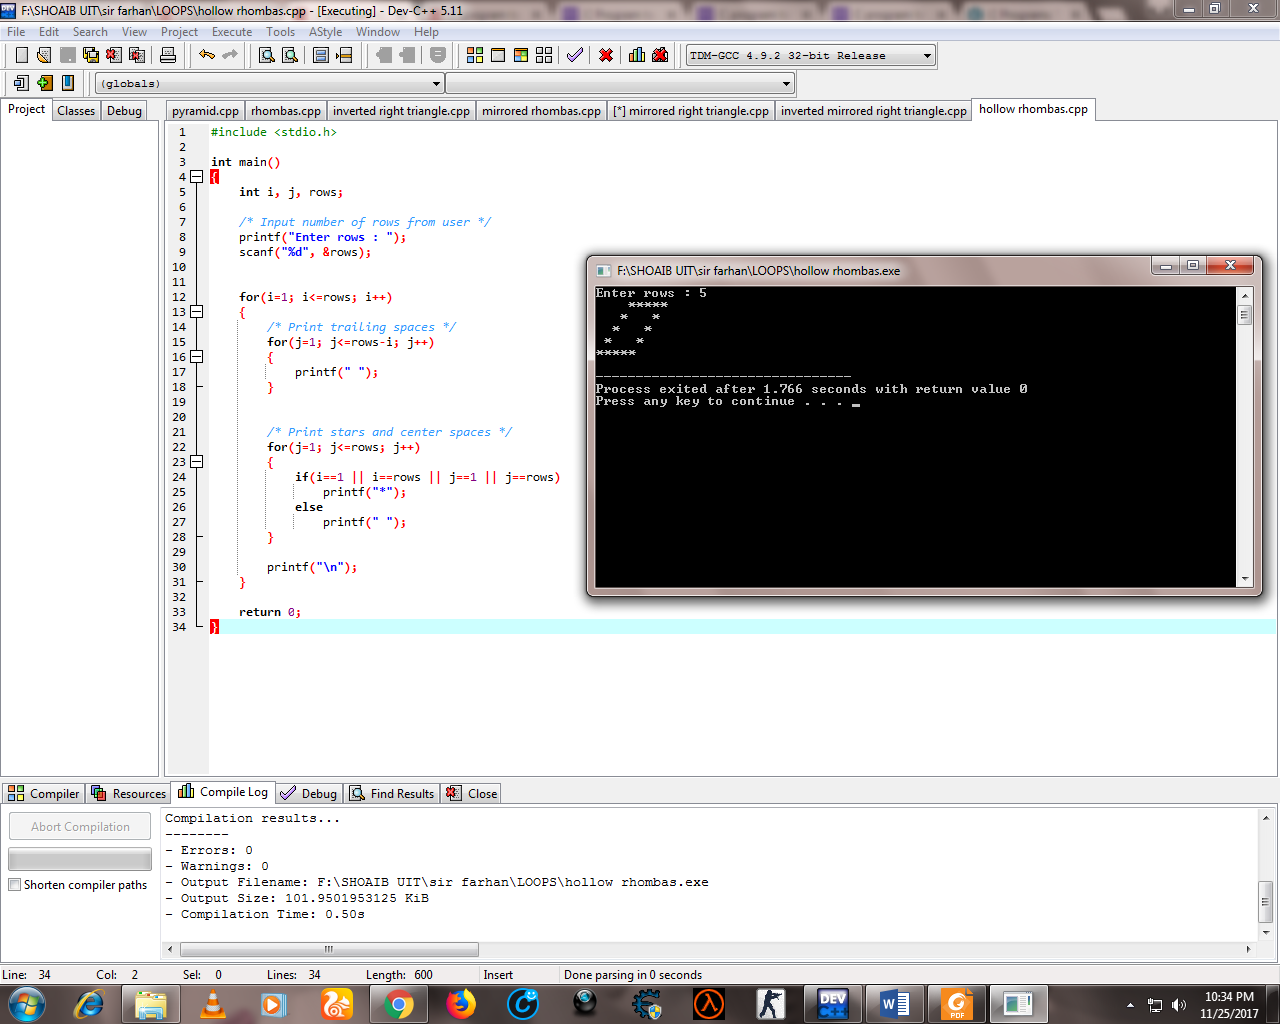 F:\SHOAIB UIT\sir farhan\LOOPS\hollow rhombas.cpp - [Executing] - Dev-C++ 5.11
File Edit Search View Project Execute Tools AStyle Window Help
TDM-GCC 4.9.2 32-bit Release
(globals)
Project Classes Debug
pyramid.cpp rhombas.cpp inverted right triangle.cpp mirrored rhombas.cpp [*] mirrored right triangle.cpp inverted mirrored right triangle.cpp hollow rhombas.cpp
1 #include <stdio.h>
2
3 int main()
4 {
5     int i, j, rows;
6
7     /* Input number of rows from user */
8     printf("Enter rows : ");
9     scanf("%d", &rows);
10
11
12     for(i=1; i<=rows; i++)
13     {
14         /* Print trailing spaces */
15         for(j=1; j<=rows-i; j++)
16         {
17             printf(" ");
18         }
19
20
21         /* Print stars and center spaces */
22         for(j=1; j<=rows; j++)
23         {
24             if(i==1 || i==rows || j==1 || j==rows)
25                 printf("*");
26             else
27                 printf(" ");
28         }
29
30         printf("\n");
31     }
32
33     return 0;
34 }
F:\SHOAIB UIT\sir farhan\LOOPS\hollow rhombas.exe
Enter rows : 5
    *****
   *   *
  *   *
 *   *
*****
--------------------------------
Process exited after 1.766 seconds with return value 0
Press any key to continue . . . _
Compiler Resources Compile Log Debug Find Results Close
Abort Compilation
Shorten compiler paths
Compilation results...
--------
- Errors: 0
- Warnings: 0
- Output Filename: F:\SHOAIB UIT\sir farhan\LOOPS\hollow rhombas.exe
- Output Size: 101.9501953125 KiB
- Compilation Time: 0.50s
Line: 34 Col: 2 Sel: 0 Lines: 34 Length: 600 Insert Done parsing in 0 seconds
DEV C++
W
PDF
10:34 PM
11/25/2017